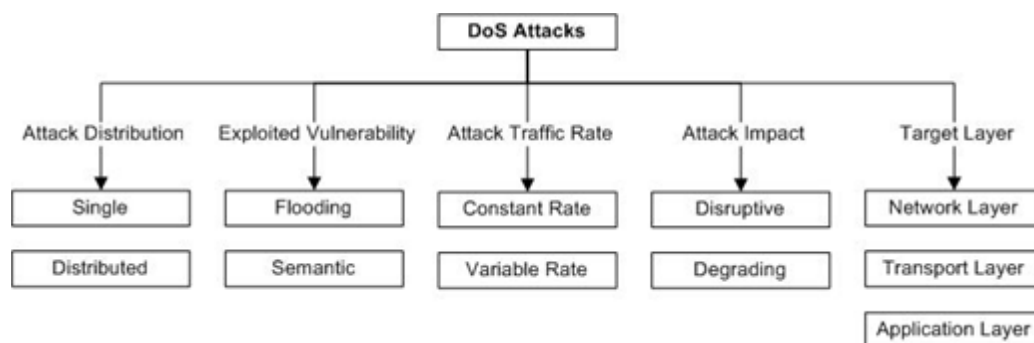 DoS Attacks
Attack Distribution Exploited Vulnerability Attack Traffic Rate Attack Impact Target Layer
Single Flooding Constant Rate Disruptive Network Layer
Distributed Semantic Variable Rate Degrading Transport Layer
Application Layer